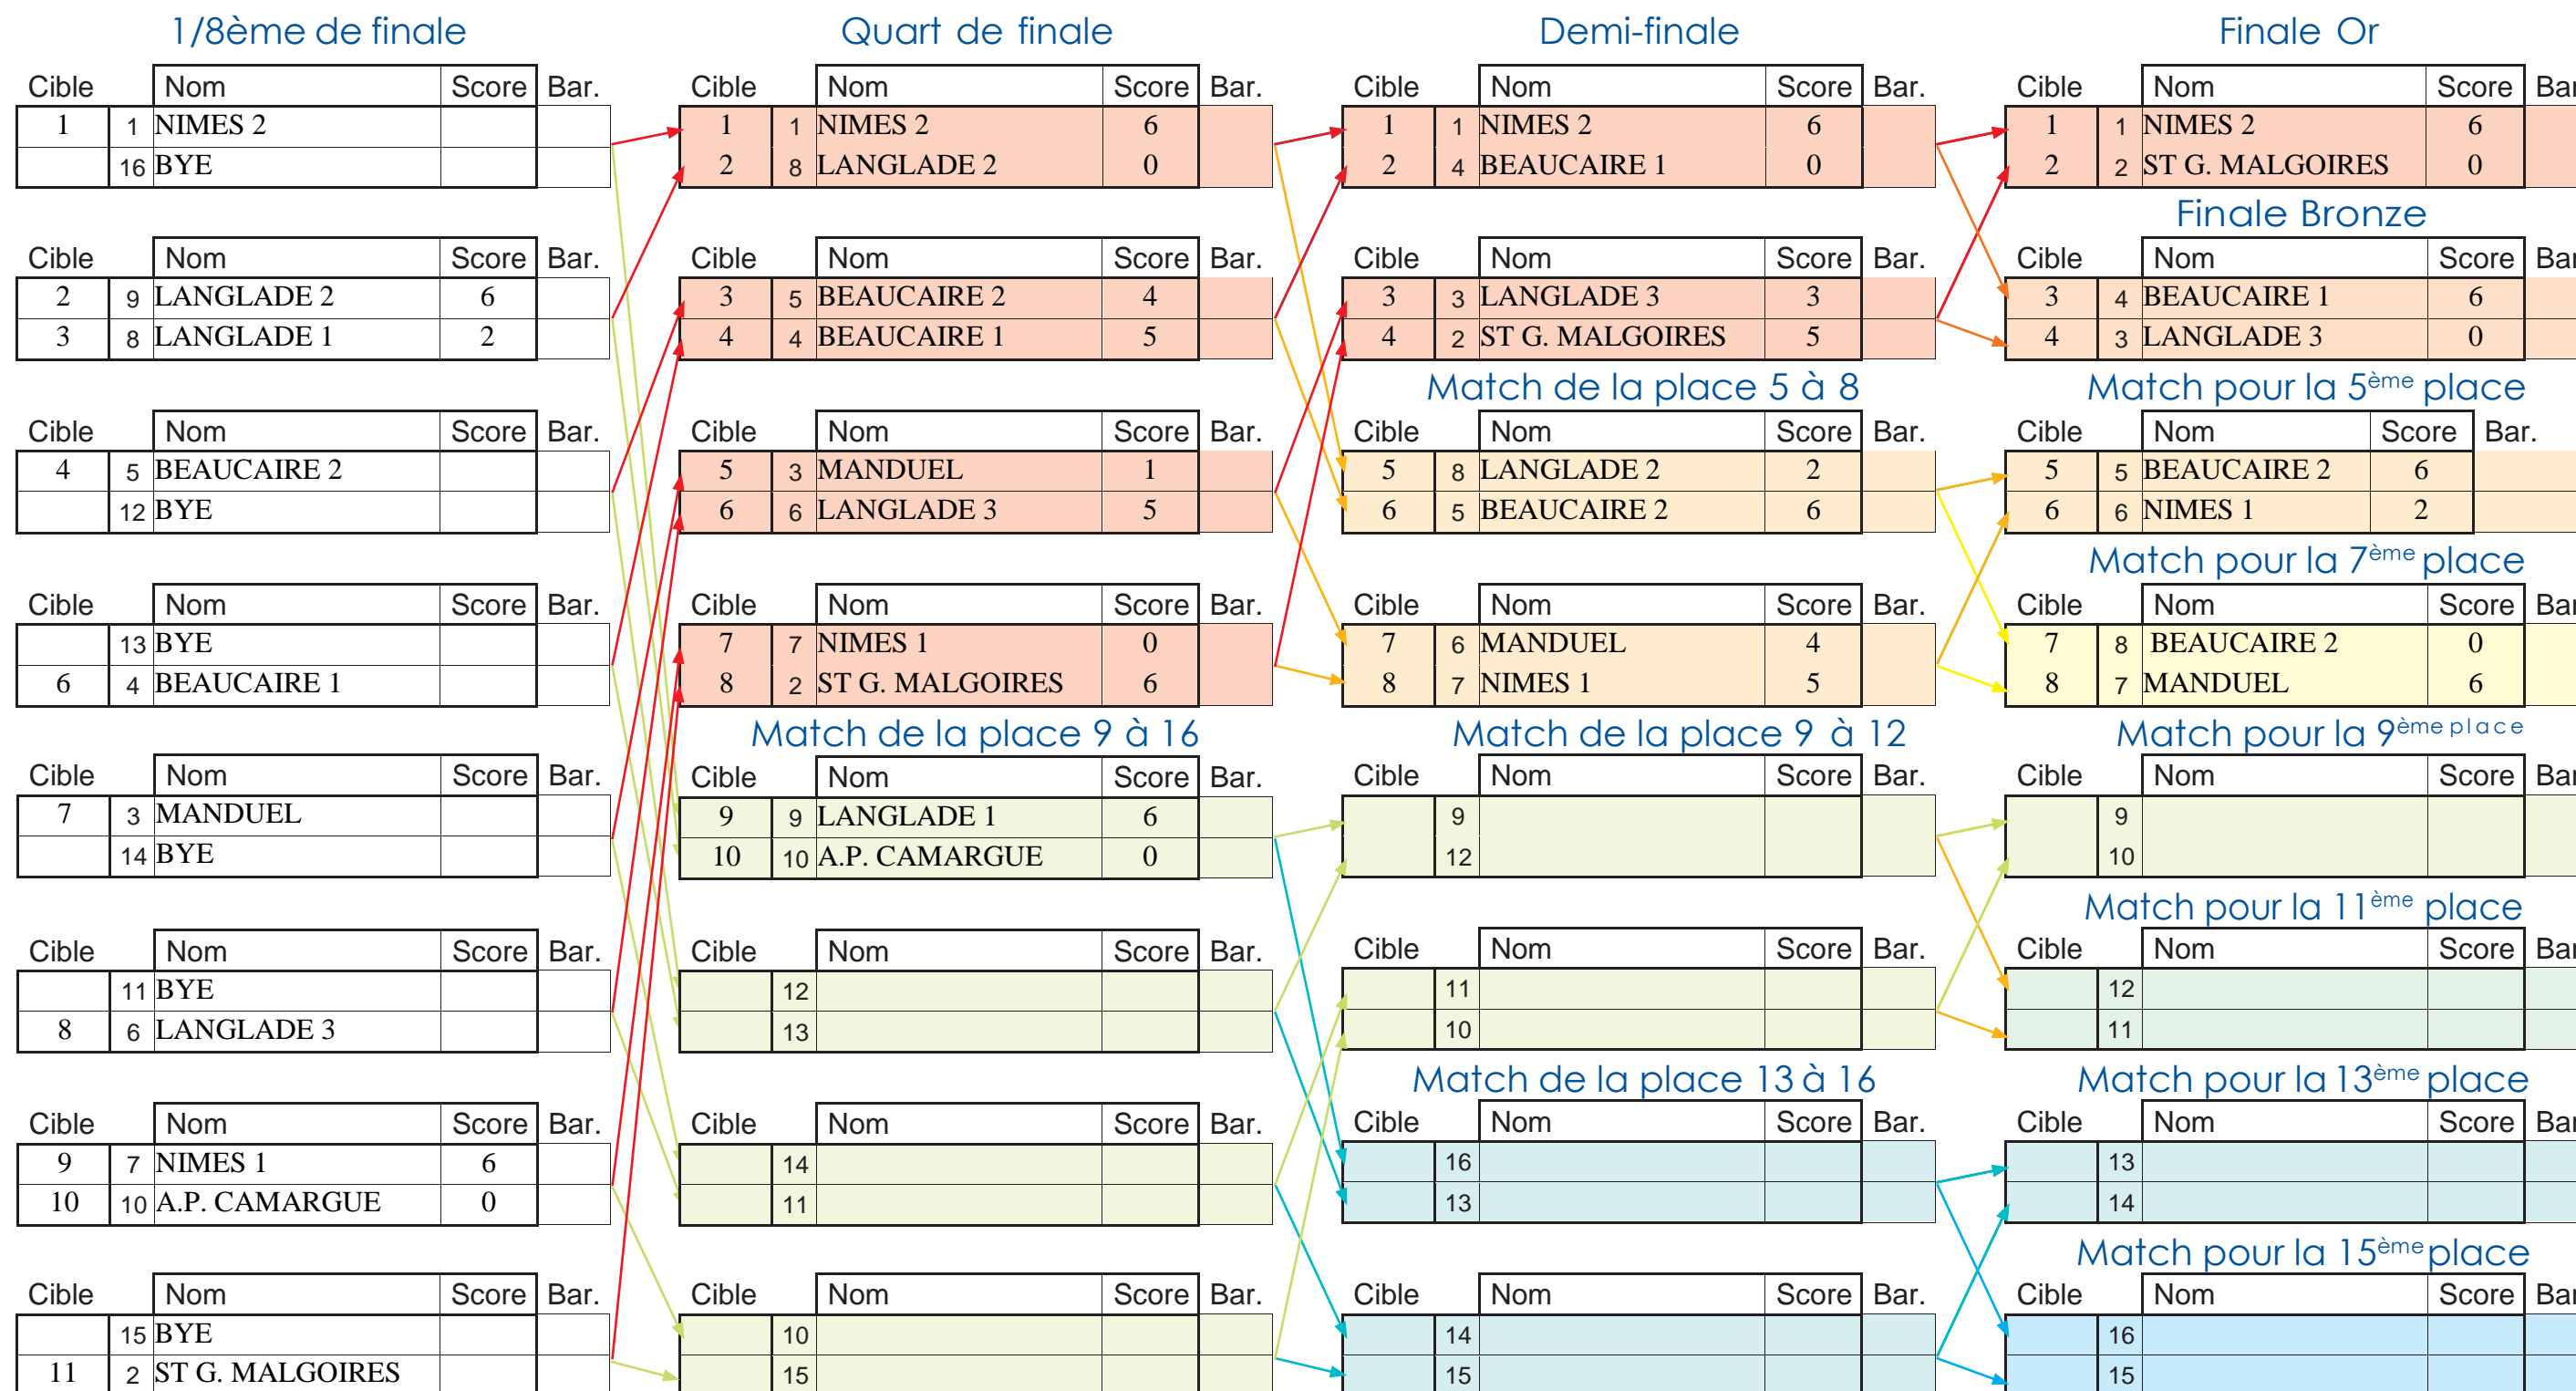 1/8ème de finale Quart de finale Demi-finale Finale Or
Cible Nom Score Bar. Cible Nom Score Bar. Cible Nom Score Bar. Cible Nom Score Bar
1 1 NIMES 2 1 1 NIMES 2 6 1 1 NIMES 2 6 1 1 NIMES 2 6
16 BYE 2 8 LANGLADE 2 0 2 4 BEAUCAIRE 1 0 2 2 ST G. MALGOIRES 0
Finale Bronze
Cible Nom Score Bar. Cible Nom Score Bar. Cible Nom Score Bar. Cible Nom Score Bar
2 9 LANGLADE 2 6 3 5 BEAUCAIRE 2 4 3 3 LANGLADE 3 3 3 4 BEAUCAIRE 1 6
3 8 LANGLADE 1 2 4 4 BEAUCAIRE 1 5 4 2 ST G. MALGOIRES 5 4 3 LANGLADE 3 0
Match de la place 5 à 8 Match pour la 5ème place
Cible Nom Score Bar. Cible Nom Score Bar. Cible Nom Score Bar. Cible Nom Score Bar.
4 5 BEAUCAIRE 2 5 3 MANDUEL 1 5 8 LANGLADE 2 2 5 5 BEAUCAIRE 2 6
12 BYE 6 6 LANGLADE 3 5 6 5 BEAUCAIRE 2 6 6 6 NIMES 1 2
Match pour la 7ème place
Cible Nom Score Bar. Cible Nom Score Bar. Cible Nom Score Bar. Cible Nom Score Bar
13 BYE 7 7 NIMES 1 0 7 6 MANDUEL 4 7 8 BEAUCAIRE 2 0
6 4 BEAUCAIRE 1 8 2 ST G. MALGOIRES 6 8 7 NIMES 1 5 8 7 MANDUEL 6
Match de la place 9 à 16 Match de la place 9 à 12 Match pour la 9ème place
Cible Nom Score Bar. Cible Nom Score Bar. Cible Nom Score Bar. Cible Nom Score Bar
7 3 MANDUEL 9 9 LANGLADE 1 6 9 9
14 BYE 10 10 A.P. CAMARGUE 0 12 10
Match pour la 11ème place
Cible Nom Score Bar. Cible Nom Score Bar. Cible Nom Score Bar. Cible Nom Score Bar
11 BYE 12 11 12
8 6 LANGLADE 3 13 10 11
Match de la place 13 à 16 Match pour la 13ème place
Cible Nom Score Bar. Cible Nom Score Bar. Cible Nom Score Bar. Cible Nom Score Bar
9 7 NIMES 1 6 14 16 13
10 10 A.P. CAMARGUE 0 11 13 14
Match pour la 15ème place
Cible Nom Score Bar. Cible Nom Score Bar. Cible Nom Score Bar. Cible Nom Score Bar
15 BYE 10 14 16
11 2 ST G. MALGOIRES 15 15 15